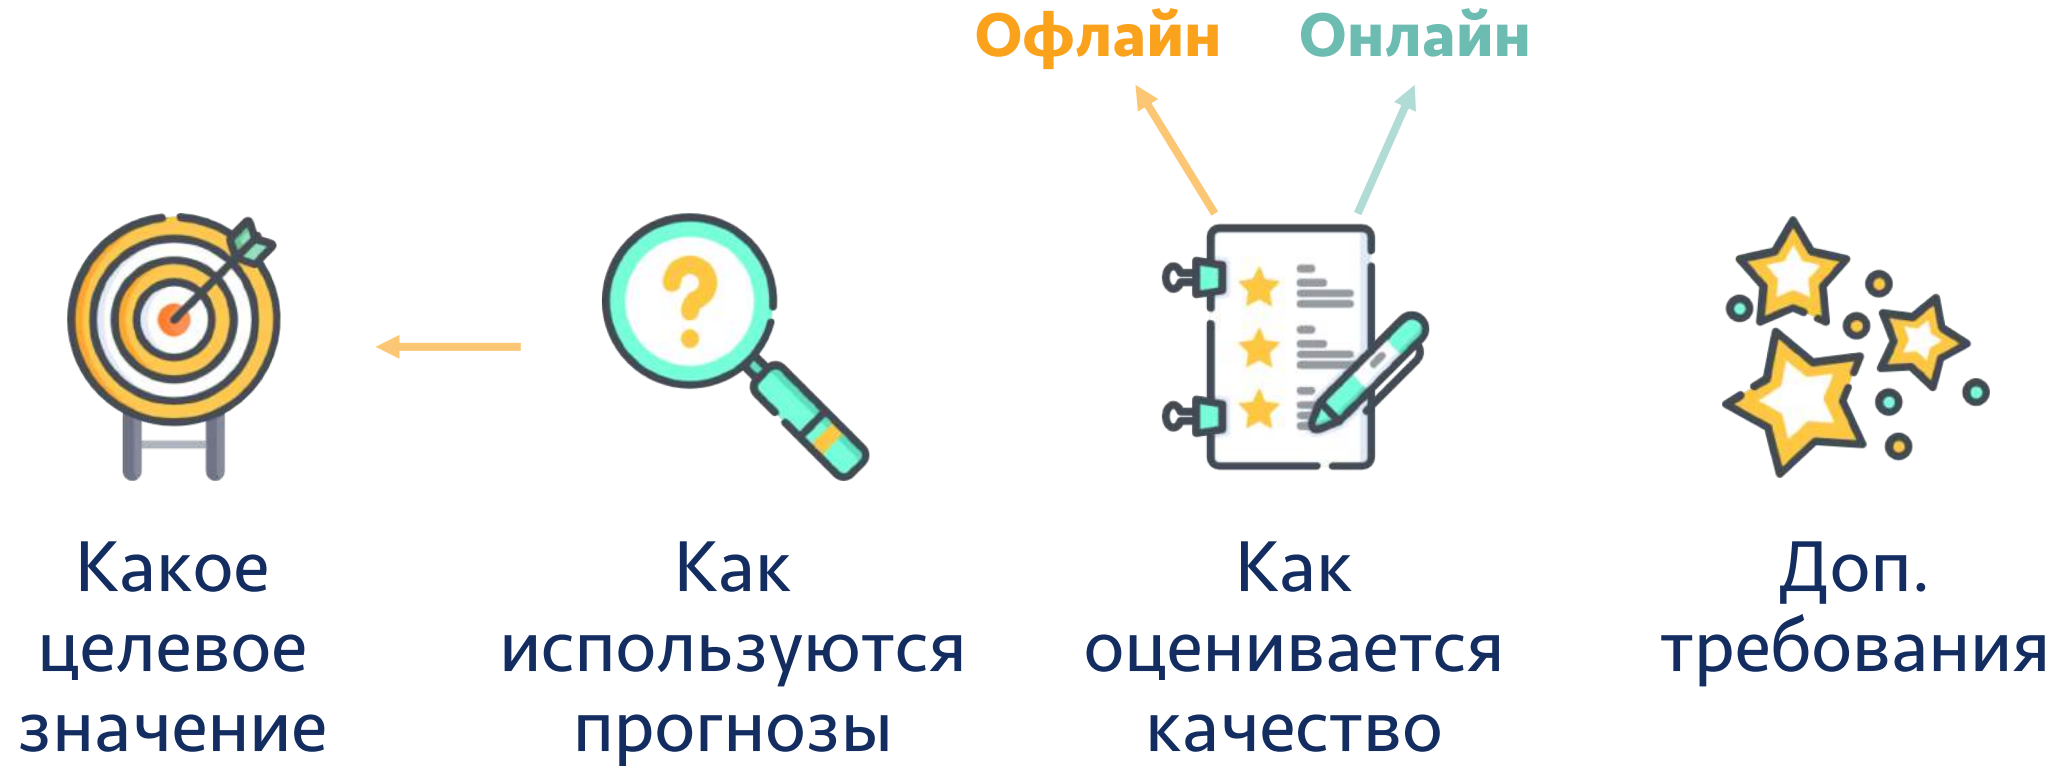 Офлайн Онлайн
Какое
целевое
значение
Как
используются
прогнозы
Как
оценивается
качество
Доп.
требования